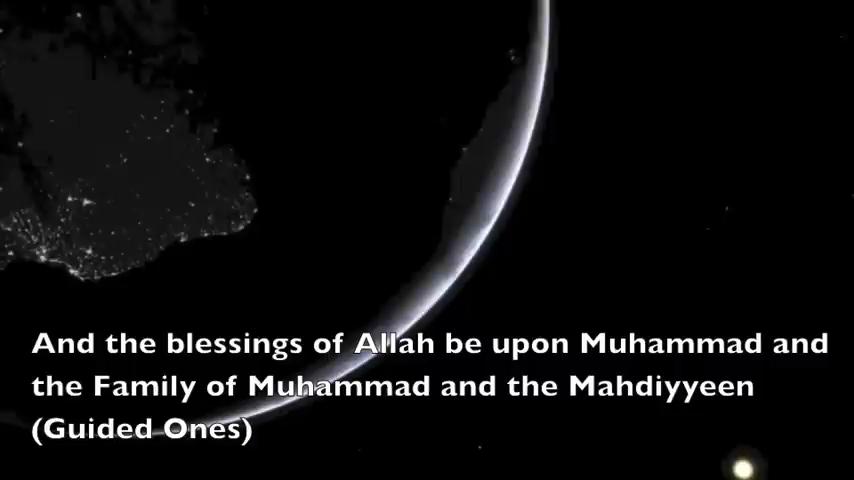 And the blessings of Allah be upon Muhammad and
the Family of Muhammad and the Mahdiyyeen
(Guided Ones)